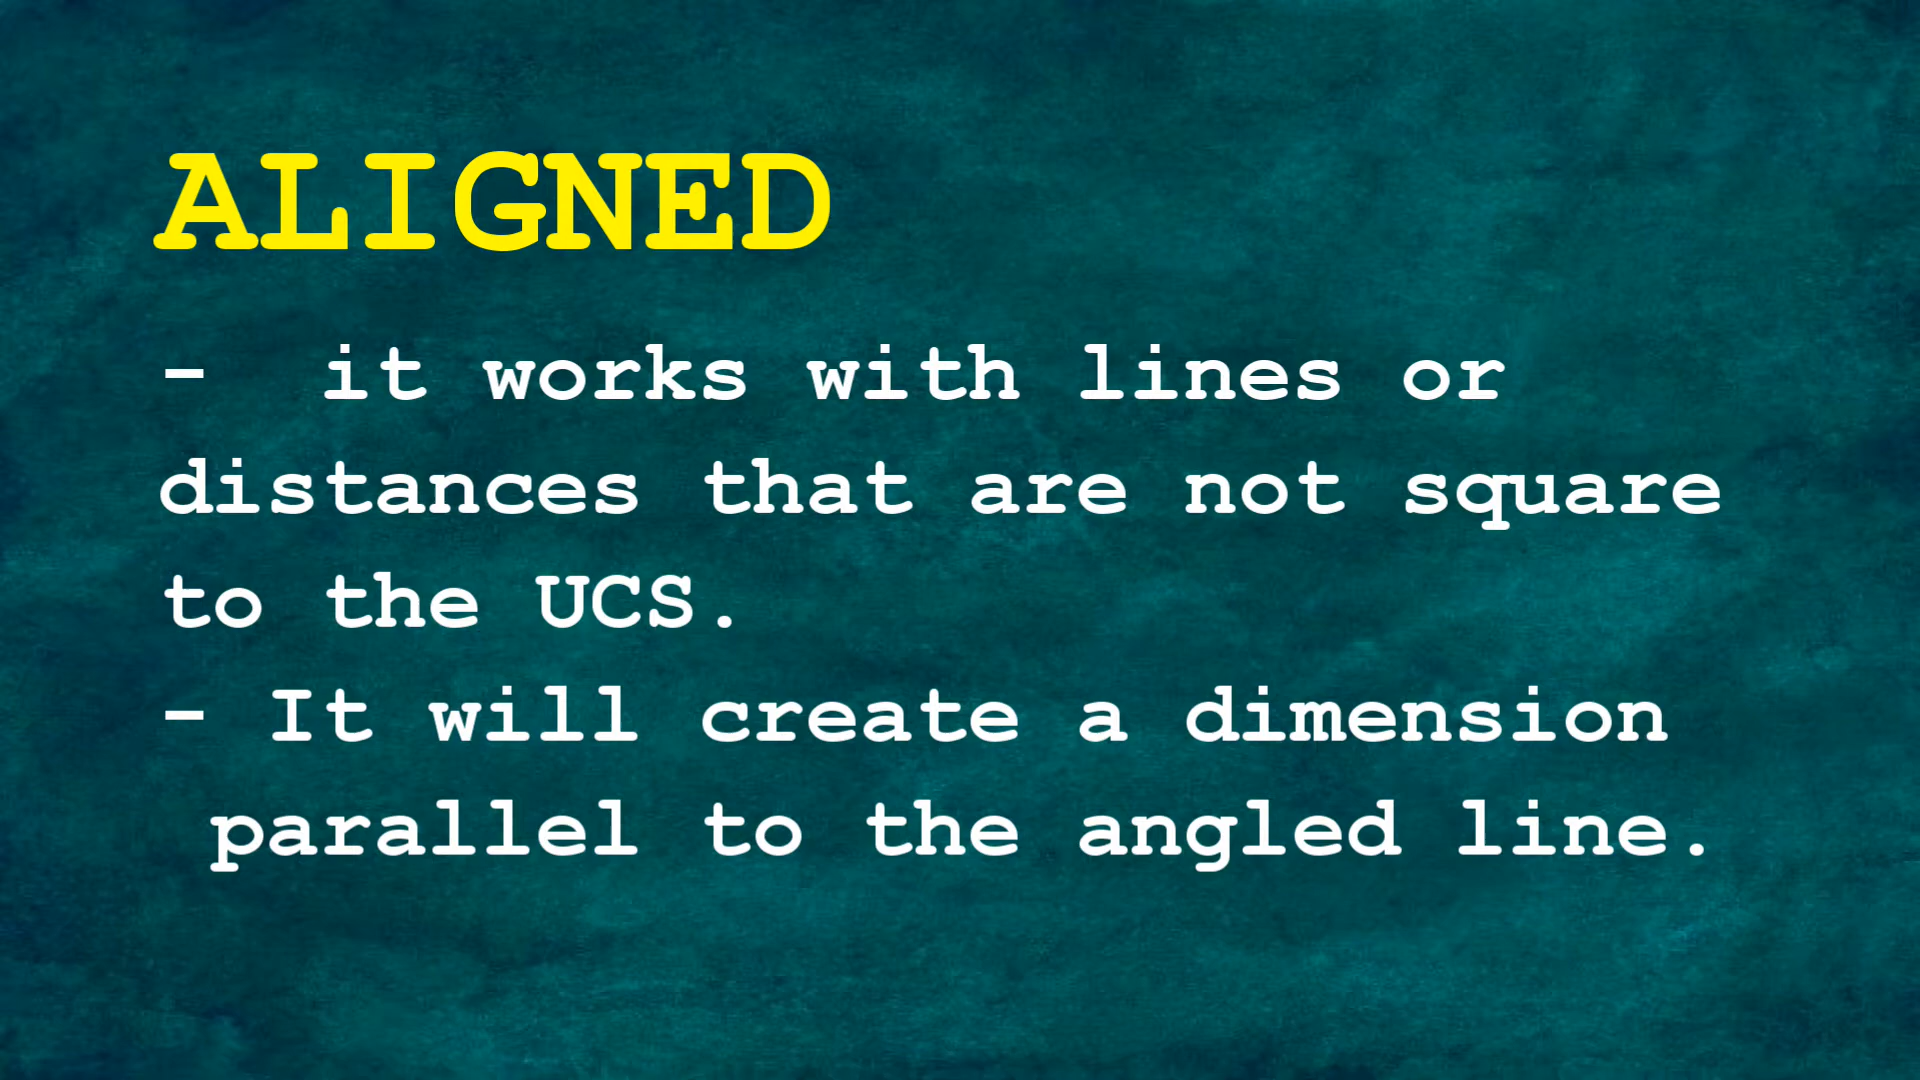 ALIGNED
-  it works with lines or
distances that are not square
to the UCS.
- It will create a dimension
parallel to the angled line.